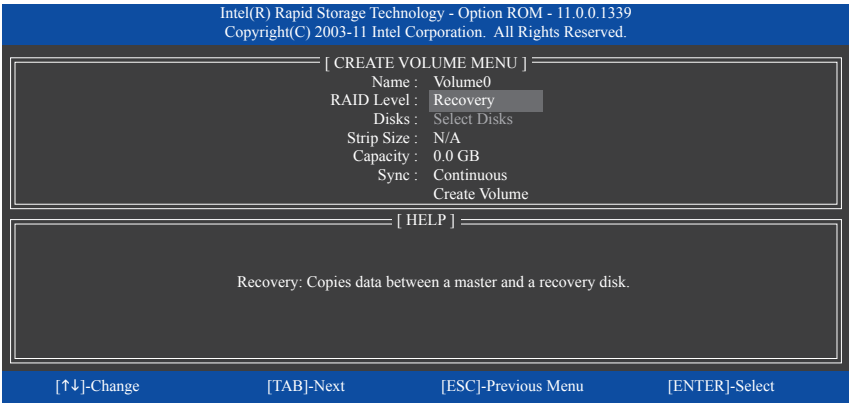 Intel(R) Rapid Storage Technology - Option ROM - 11.0.0.1339
Copyright(C) 2003-11 Intel Corporation. All Rights Reserved.
[ CREATE VOLUME MENU ]
Name : Volume0
RAID Level : Recovery
Disks : Select Disks
Strip Size : N/A
Capacity : 0.0 GB
Sync : Continuous
Create Volume
[ HELP ]
Recovery: Copies data between a master and a recovery disk.
[↑↓]-Change [TAB]-Next [ESC]-Previous Menu [ENTER]-Select